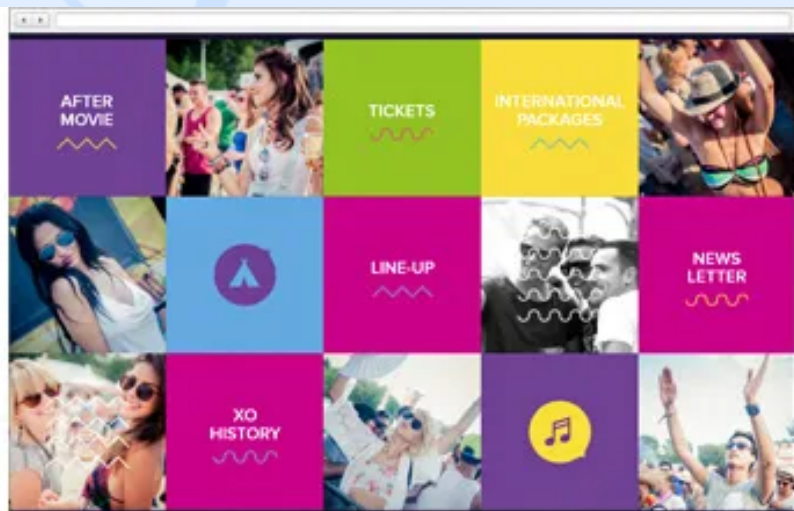 AFTER
MOVIE
TICKETS
INTERNATIONAL
PACKAGES
LINE-UP
NEWS
LETTER
XO
HISTORY